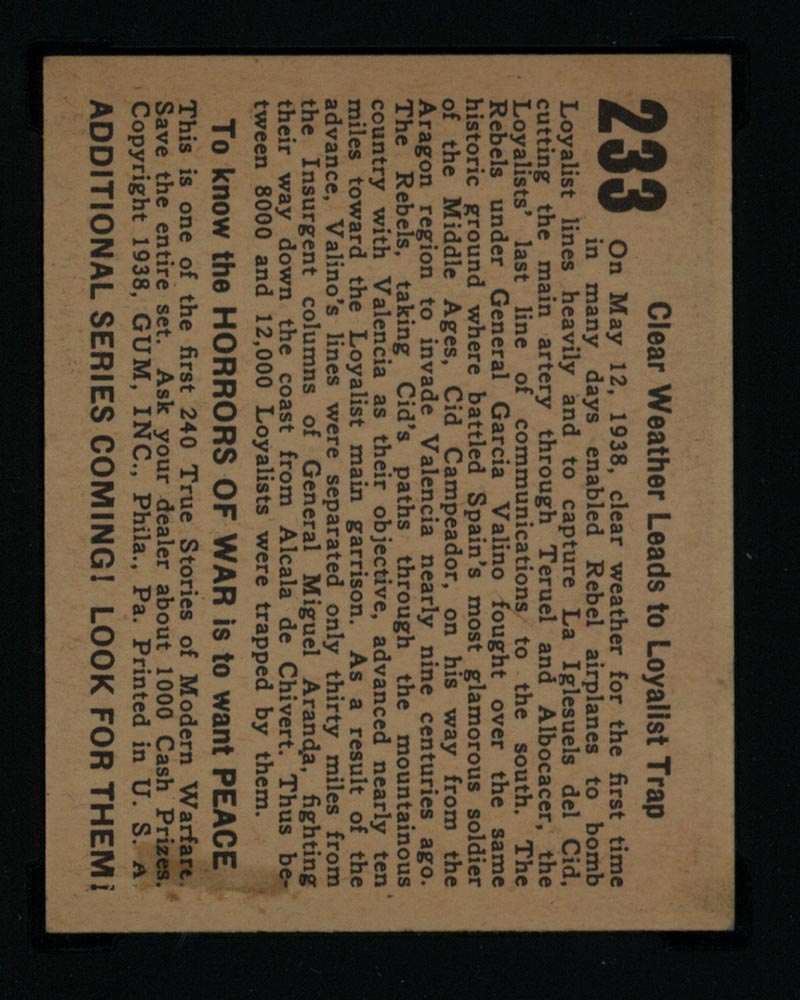 Clear Weather Leads to Loyalist Trap
233 On May 12, 1938, clear weather for the first time
in many days enabled Rebel airplanes to bomb
Loyalist lines heavily and to capture La Iglesuels del Cid,
cutting the main artery through Teruel and Albocacer, the
Loyalists' last line of communications to the south. The
Rebels under General Garcia Valino fought over the same
historic ground where battled Spain's most glamorous soldier
of the Middle Ages, Cid Campeador, on his way from the
Aragon region to invade Valencia nearly nine centuries ago.
The Rebels, taking Cid's paths through the mountainous
country with Valencia as their objective, advanced nearly ten
miles toward the Loyalist main garrison. As a result of the
advance, Valino's lines were separated only thirty miles from
the Insurgent columns of General Miguel Aranda, fighting
their way down the coast from Alcala de Chivert. Thus be-
tween 8000 and 12,000 Loyalists were trapped by them.
To know the HORRORS OF WAR is to want PEACE
This is one of the first 240 True Stories of Modern Warfare.
Save the entire set. Ask your dealer about 1000 Cash Prizes.
Copyright 1938, GUM, INC., Phila., Pa. Printed in U. S. A
ADDITIONAL SERIES COMING! LOOK FOR THEM!